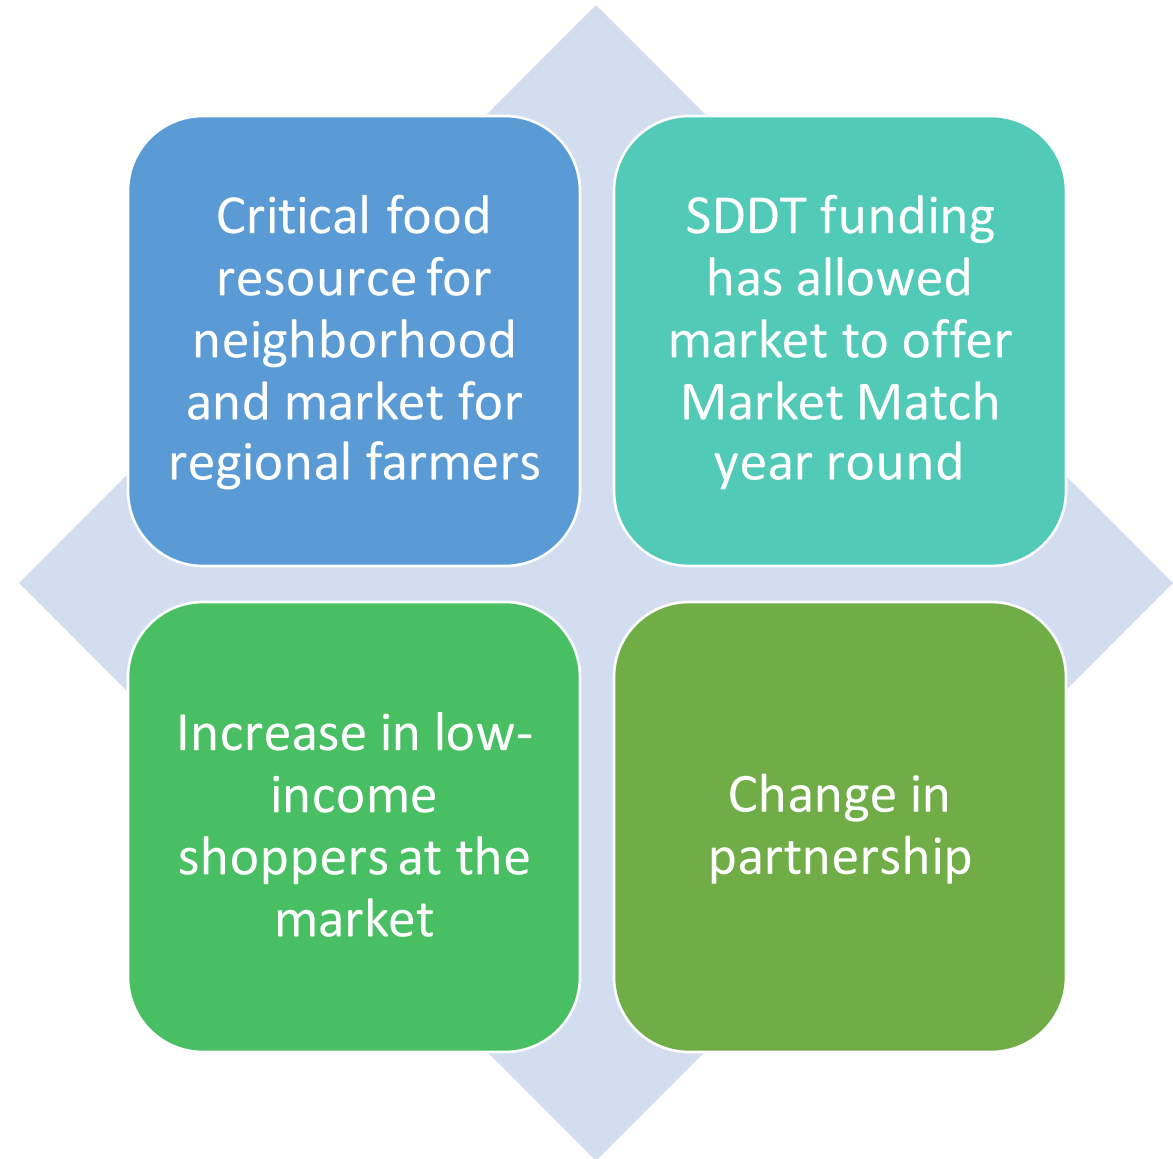 Critical food
resource for
neighborhood
and market for
regional farmers
SDDT funding
has allowed
market to offer
Market Match
year round
Increase in low-
income
shoppers at the
market
Change in
partnership